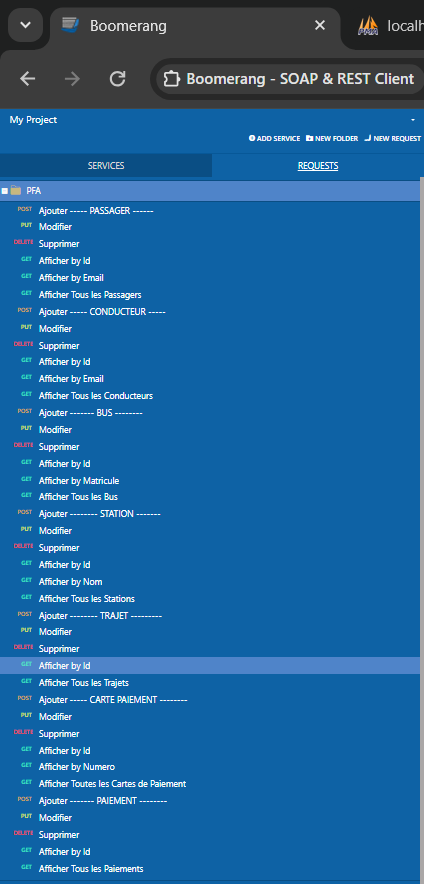 Boomerang
localh
Boomerang - SOAP & REST Client
My Project
ADD SERVICE NEW FOLDER NEW REQUEST
SERVICES REQUESTS
PFA
POST Ajouter ----- PASSAGER ------
PUT Modifier
DELETE Supprimer
GET Afficher by Id
GET Afficher by Email
GET Afficher Tous les Passagers
POST Ajouter ----- CONDUCTEUR -----
PUT Modifier
DELETE Supprimer
GET Afficher by Id
GET Afficher by Email
GET Afficher Tous les Conducteurs
POST Ajouter ------- BUS --------
PUT Modifier
DELETE Supprimer
GET Afficher by Id
GET Afficher by Matricule
GET Afficher Tous les Bus
POST Ajouter -------- STATION -------
PUT Modifier
DELETE Supprimer
GET Afficher by Id
GET Afficher by Nom
GET Afficher Tous les Stations
POST Ajouter -------- TRAJET ---------
PUT Modifier
DELETE Supprimer
GET Afficher by Id
GET Afficher Tous les Trajets
POST Ajouter ----- CARTE PAIEMENT --------
PUT Modifier
DELETE Supprimer
GET Afficher by Id
GET Afficher by Numero
GET Afficher Toutes les Cartes de Paiement
POST Ajouter ------- PAIEMENT --------
PUT Modifier
DELETE Supprimer
GET Afficher by Id
GET Afficher Tous les Paiements